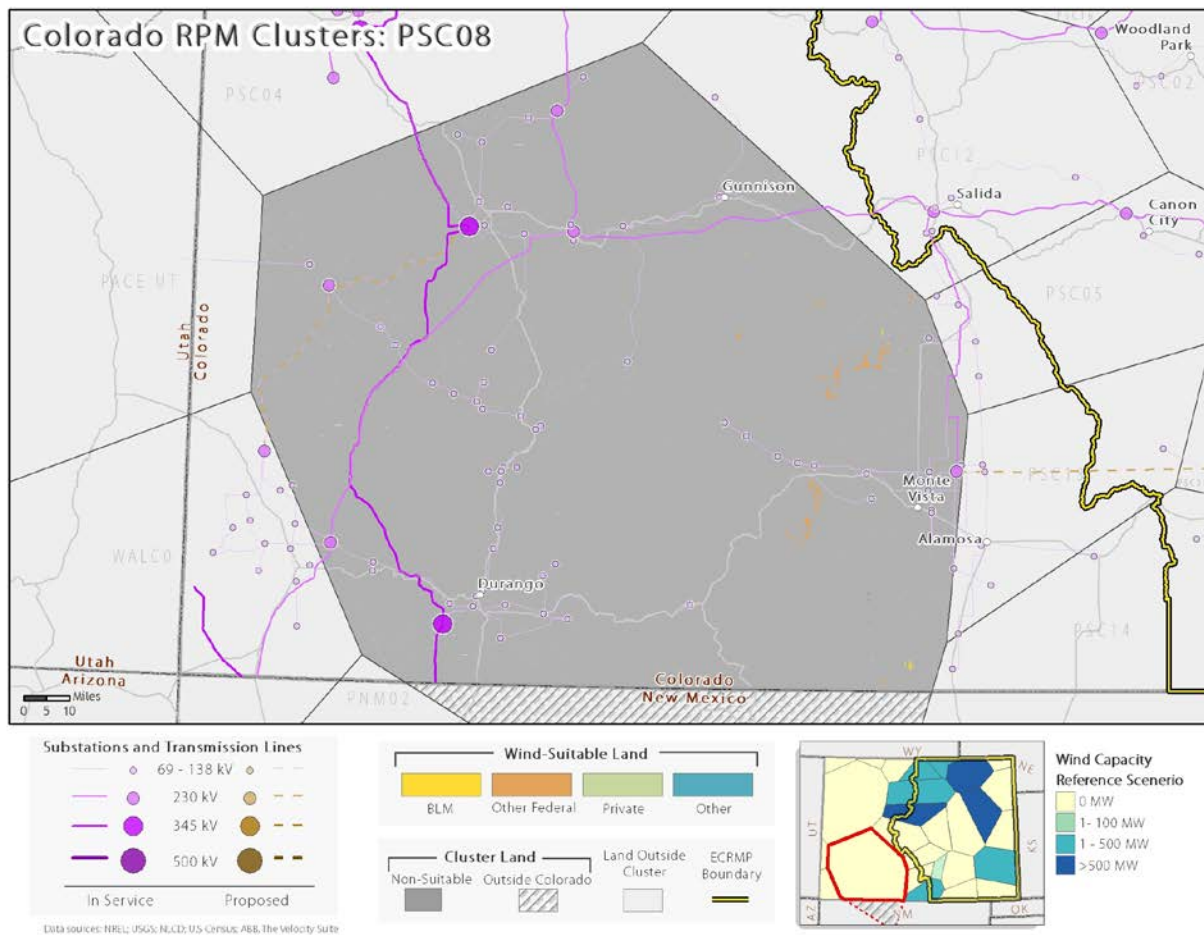 Colorado RPM Clusters: PSC08
Woodland
Park
PSC02
PSC04
PSC12
Gunnison
Salida
Canon
City
PACE UT
PSC05
Utah
Colorado
Monte
Vista
Alamosa
WALCO
Durango
PSC14
Utah
Arizona
Colorado
New Mexico
PNM02
Miles
0 5 10
Substations and Transmission Lines
69 - 138 kV
230 kV
345 kV
500 kV
In Service
Proposed
Wind-Suitable Land
BLM
Other Federal
Private
Other
Cluster Land
Non-Suitable
Outside Colorado
Land Outside
Cluster
ECRMP
Boundary
WY
NE
UT
KS
AZ
NM
OK
Wind Capacity
Reference Scenerio
0 MW
1- 100 MW
1 - 500 MW
>500 MW
Data sources: NREL; USGS; NLCD; U.S Census; ABB, The Velocity Suite